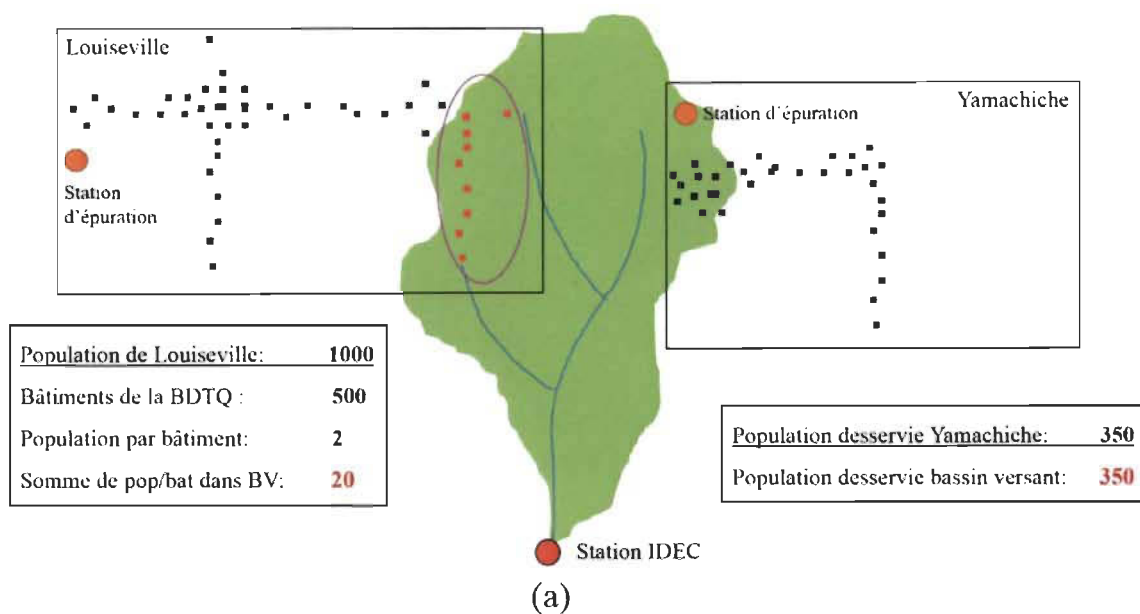 Louiseville
Station
d'épuration
Station d'épuration
Yamachiche
Population de Louiseville: 1000
Bâtiments de la BDTQ : 500
Population par bâtiment: 2
Somme de pop/bat dans BV: 20
Population desservie Yamachiche: 350
Population desservie bassin versant: 350
Station IDEC
(a)